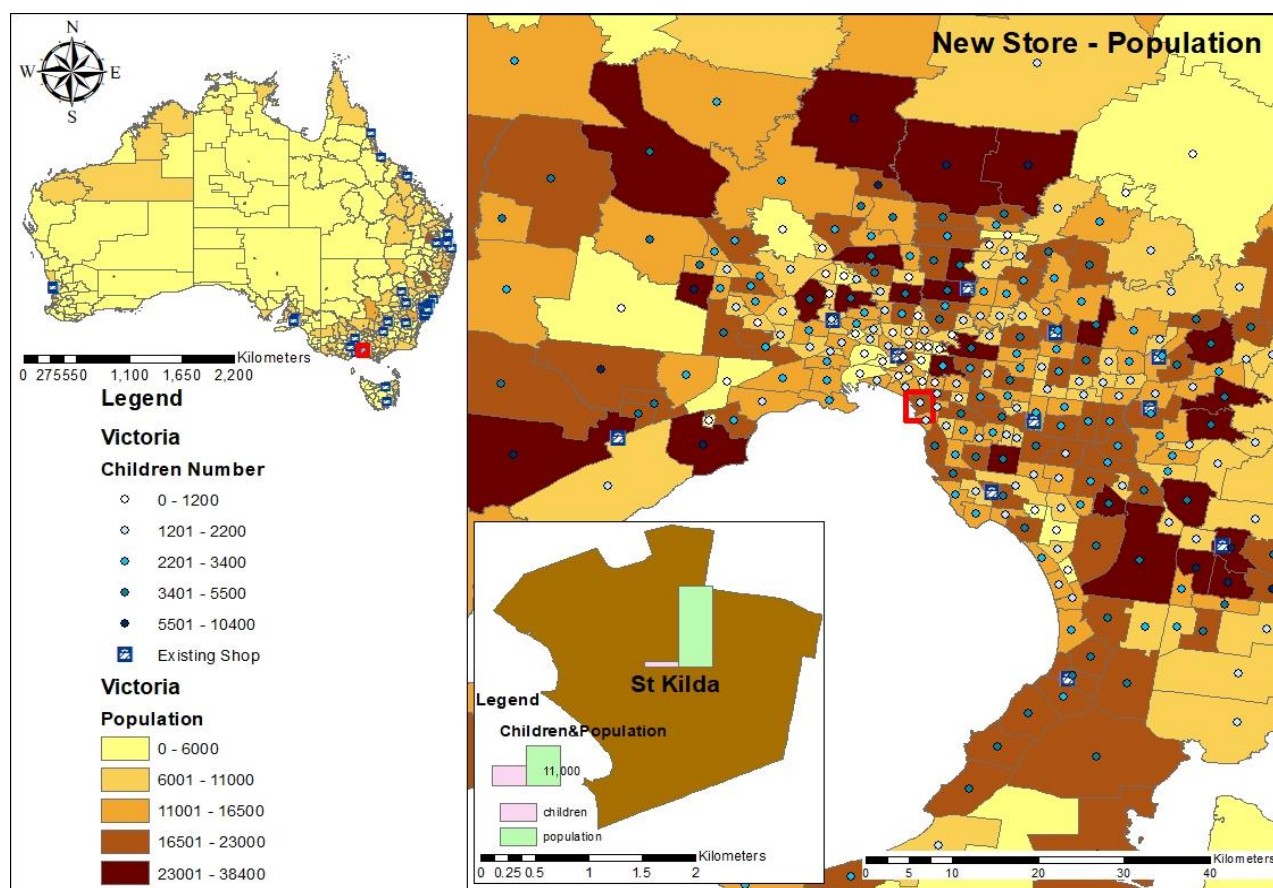 New Store - Population
N
W E
S
Kilometers
0 275550 1,100 1,650 2,200
Legend
Victoria
Children Number
0 - 1200
1201 - 2200
2201 - 3400
3401 - 5500
5501 - 10400
Existing Shop
Victoria
Population
0 - 6000
6001 - 11000
11001 - 16500
16501 - 23000
23001 - 38400
St Kilda
Legend
Children&Population
11,000
children
population
Kilometers
0 0.25 0.5 1 1.5 2
Kilometers
0 5 10 20 30 40